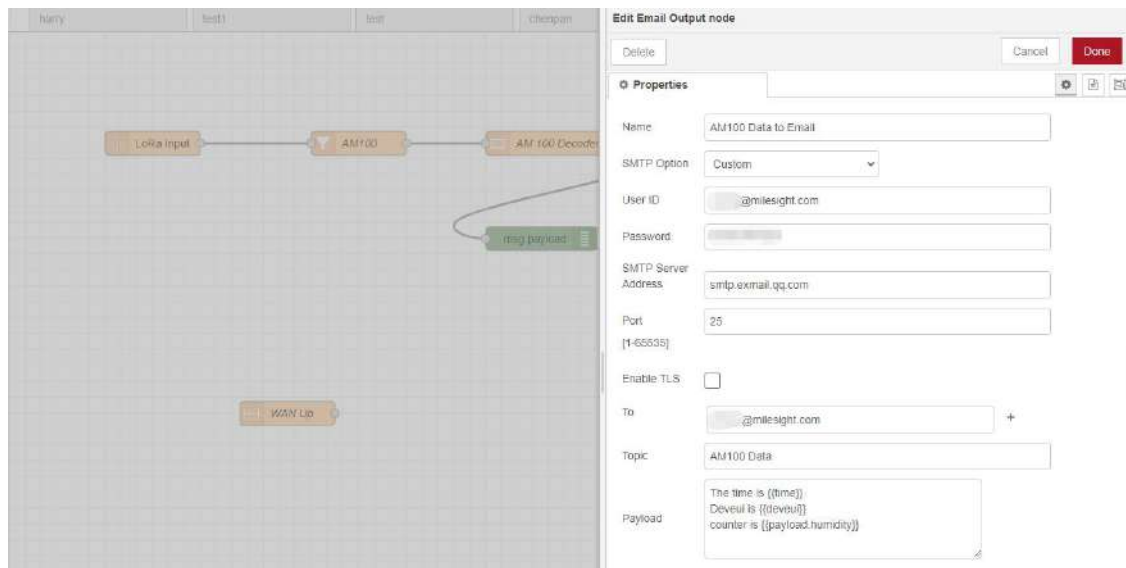 harry
test1
test
chenpan
LoRa Input
AM100
AM 100 Decoder
msg.payload
WAN Up
Edit Email Output node
Delete
Cancel
Done
Properties
Name
AM100 Data to Email
SMTP Option
Custom
User ID
@milesight.com
Password
SMTP Server
Address
smtp.exmail.qq.com
Port
25
[1-65535]
Enable TLS
To
@milesight.com
+
Topic
AM100 Data
Payload
The time is {{time}}
Deveui is {{deveui}}
counter is {{payload.humidity}}